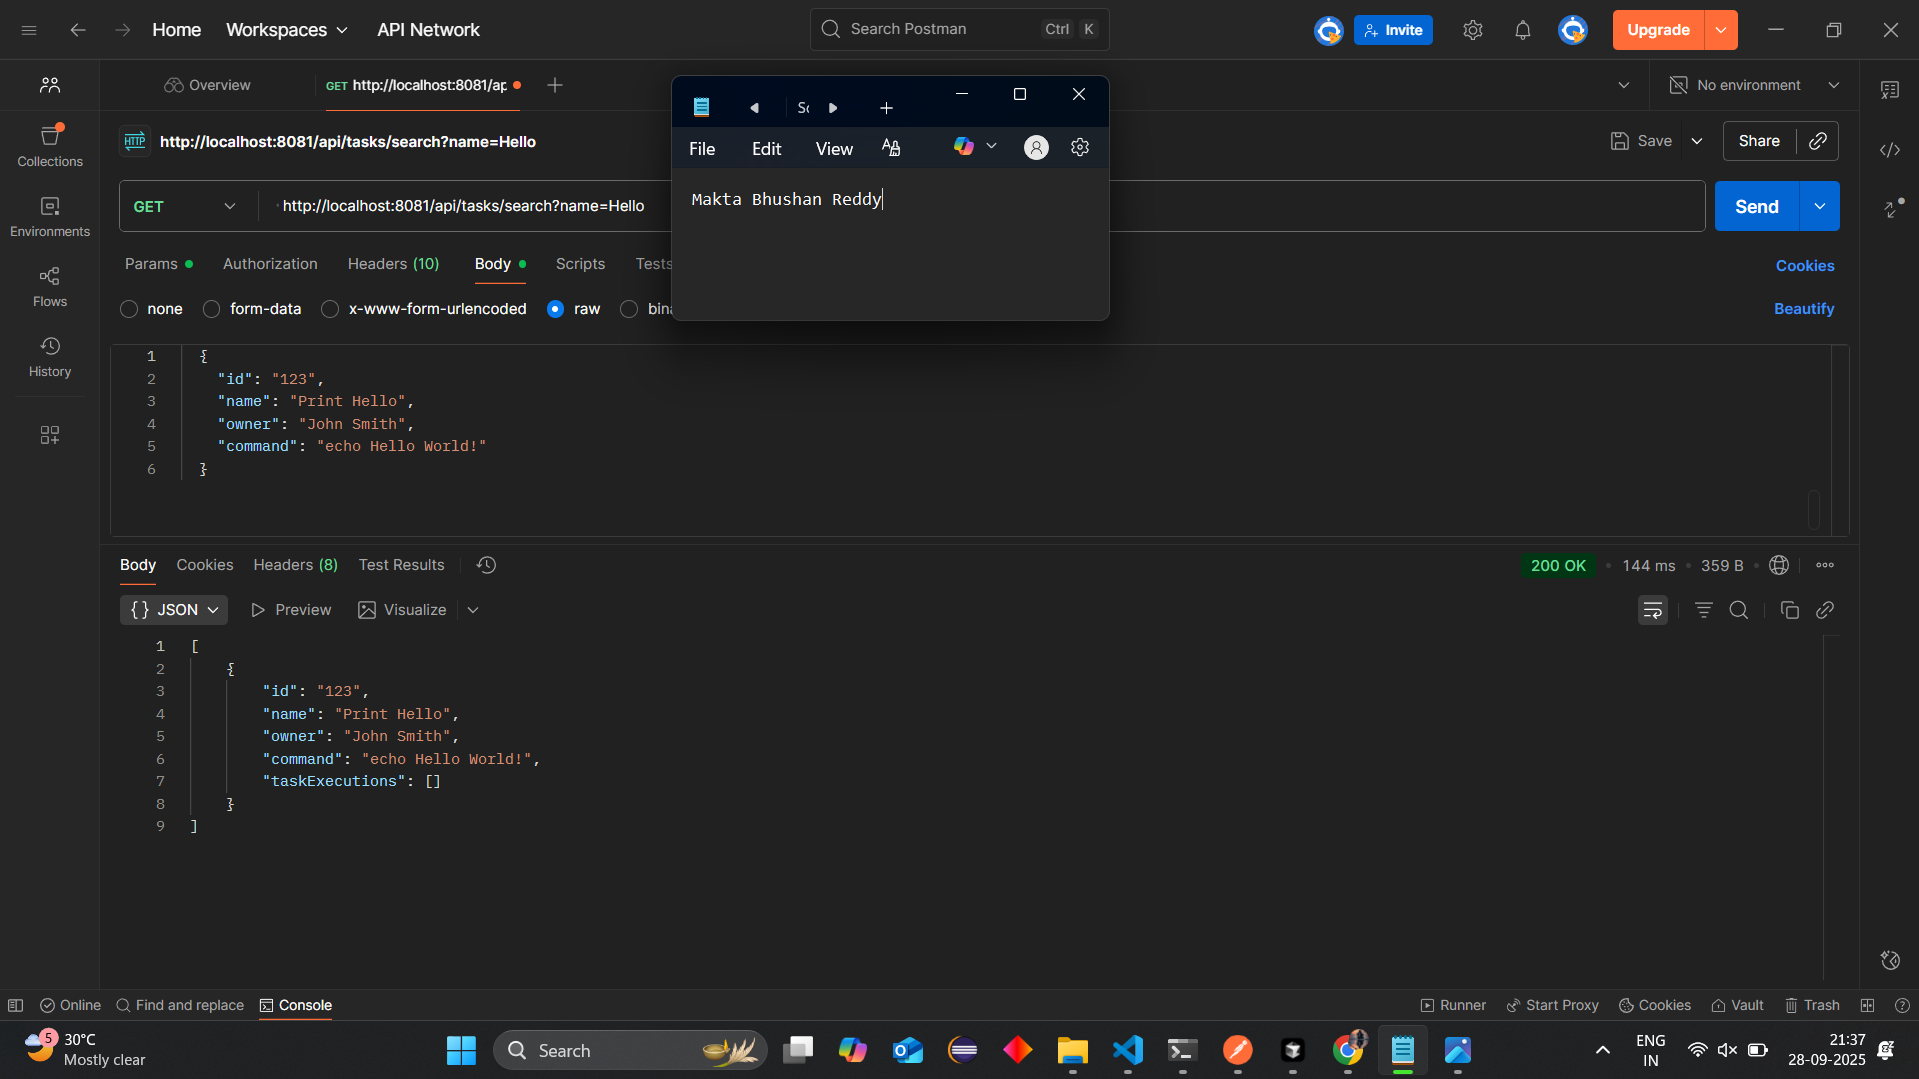 Home Workspaces API Network Search Postman Ctrl K Invite Upgrade
Overview GET http://localhost:8081/ap No environment
HTTP http://localhost:8081/api/tasks/search?name=Hello Save Share
File Edit View
Makta Bhushan Reddy
GET http://localhost:8081/api/tasks/search?name=Hello Send
Params Authorization Headers (10) Body Scripts Tests Cookies
none form-data x-www-form-urlencoded raw bina Beautify
Collections
Environments
Flows
History
1 {
2 "id": "123",
3 "name": "Print Hello",
4 "owner": "John Smith",
5 "command": "echo Hello World!"
6 }
Body Cookies Headers (8) Test Results 200 OK 144 ms 359 B
{} JSON Preview Visualize
1 [
2 {
3 "id": "123",
4 "name": "Print Hello",
5 "owner": "John Smith",
6 "command": "echo Hello World!",
7 "taskExecutions": []
8 }
9 ]
Online Find and replace Console Runner Start Proxy Cookies Vault Trash
5 30°C
Mostly clear
Search
ENG
IN
21:37
28-09-2025